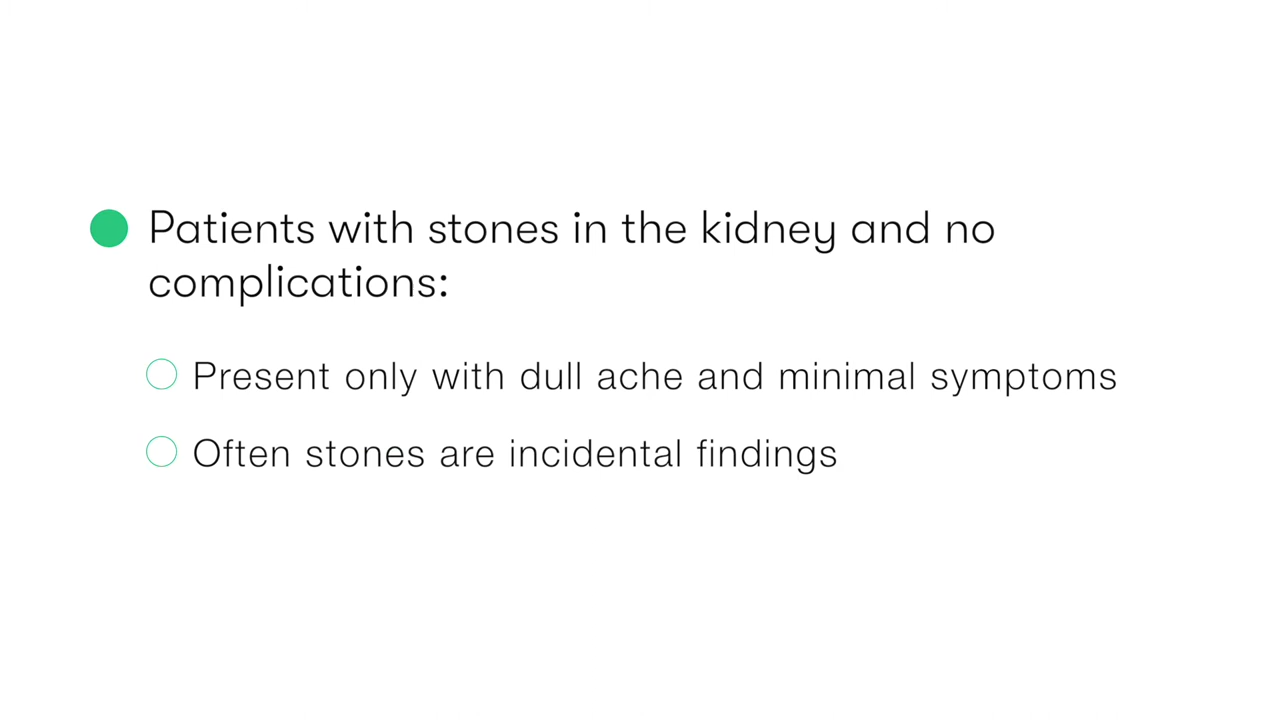 Patients with stones in the kidney and no
complications:
Present only with dull ache and minimal symptoms
Often stones are incidental findings